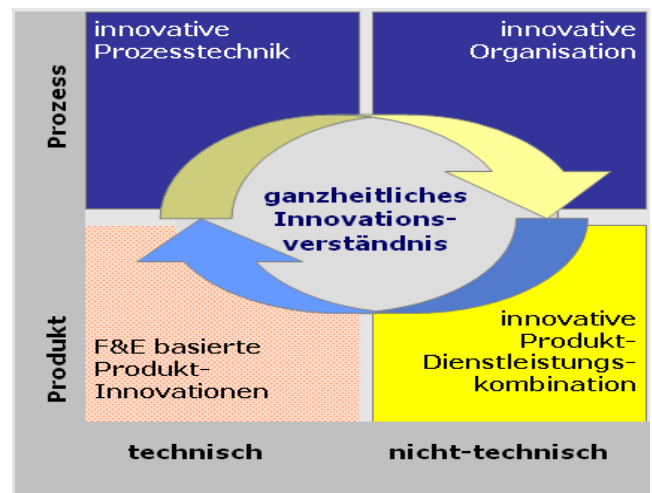 innovative
Prozesstechnik
innovative
Organisation
Prozess
ganzheitliches
Innovations-
verständnis
Produkt
F&E basierte
Produkt-
Innovationen
innovative
Produkt-
Dienstleistungs-
kombination
technisch
nicht-technisch